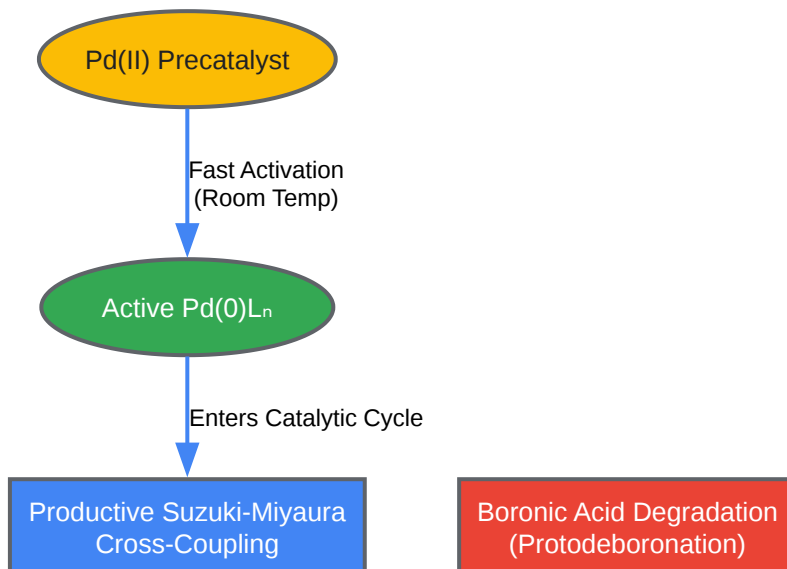 Pd(II) Precatalyst
Fast Activation
(Room Temp)
Active Pd(0)Lₙ
Enters Catalytic Cycle
Productive Suzuki-Miyaura
Cross-Coupling
Boronic Acid Degradation
(Protodeboronation)